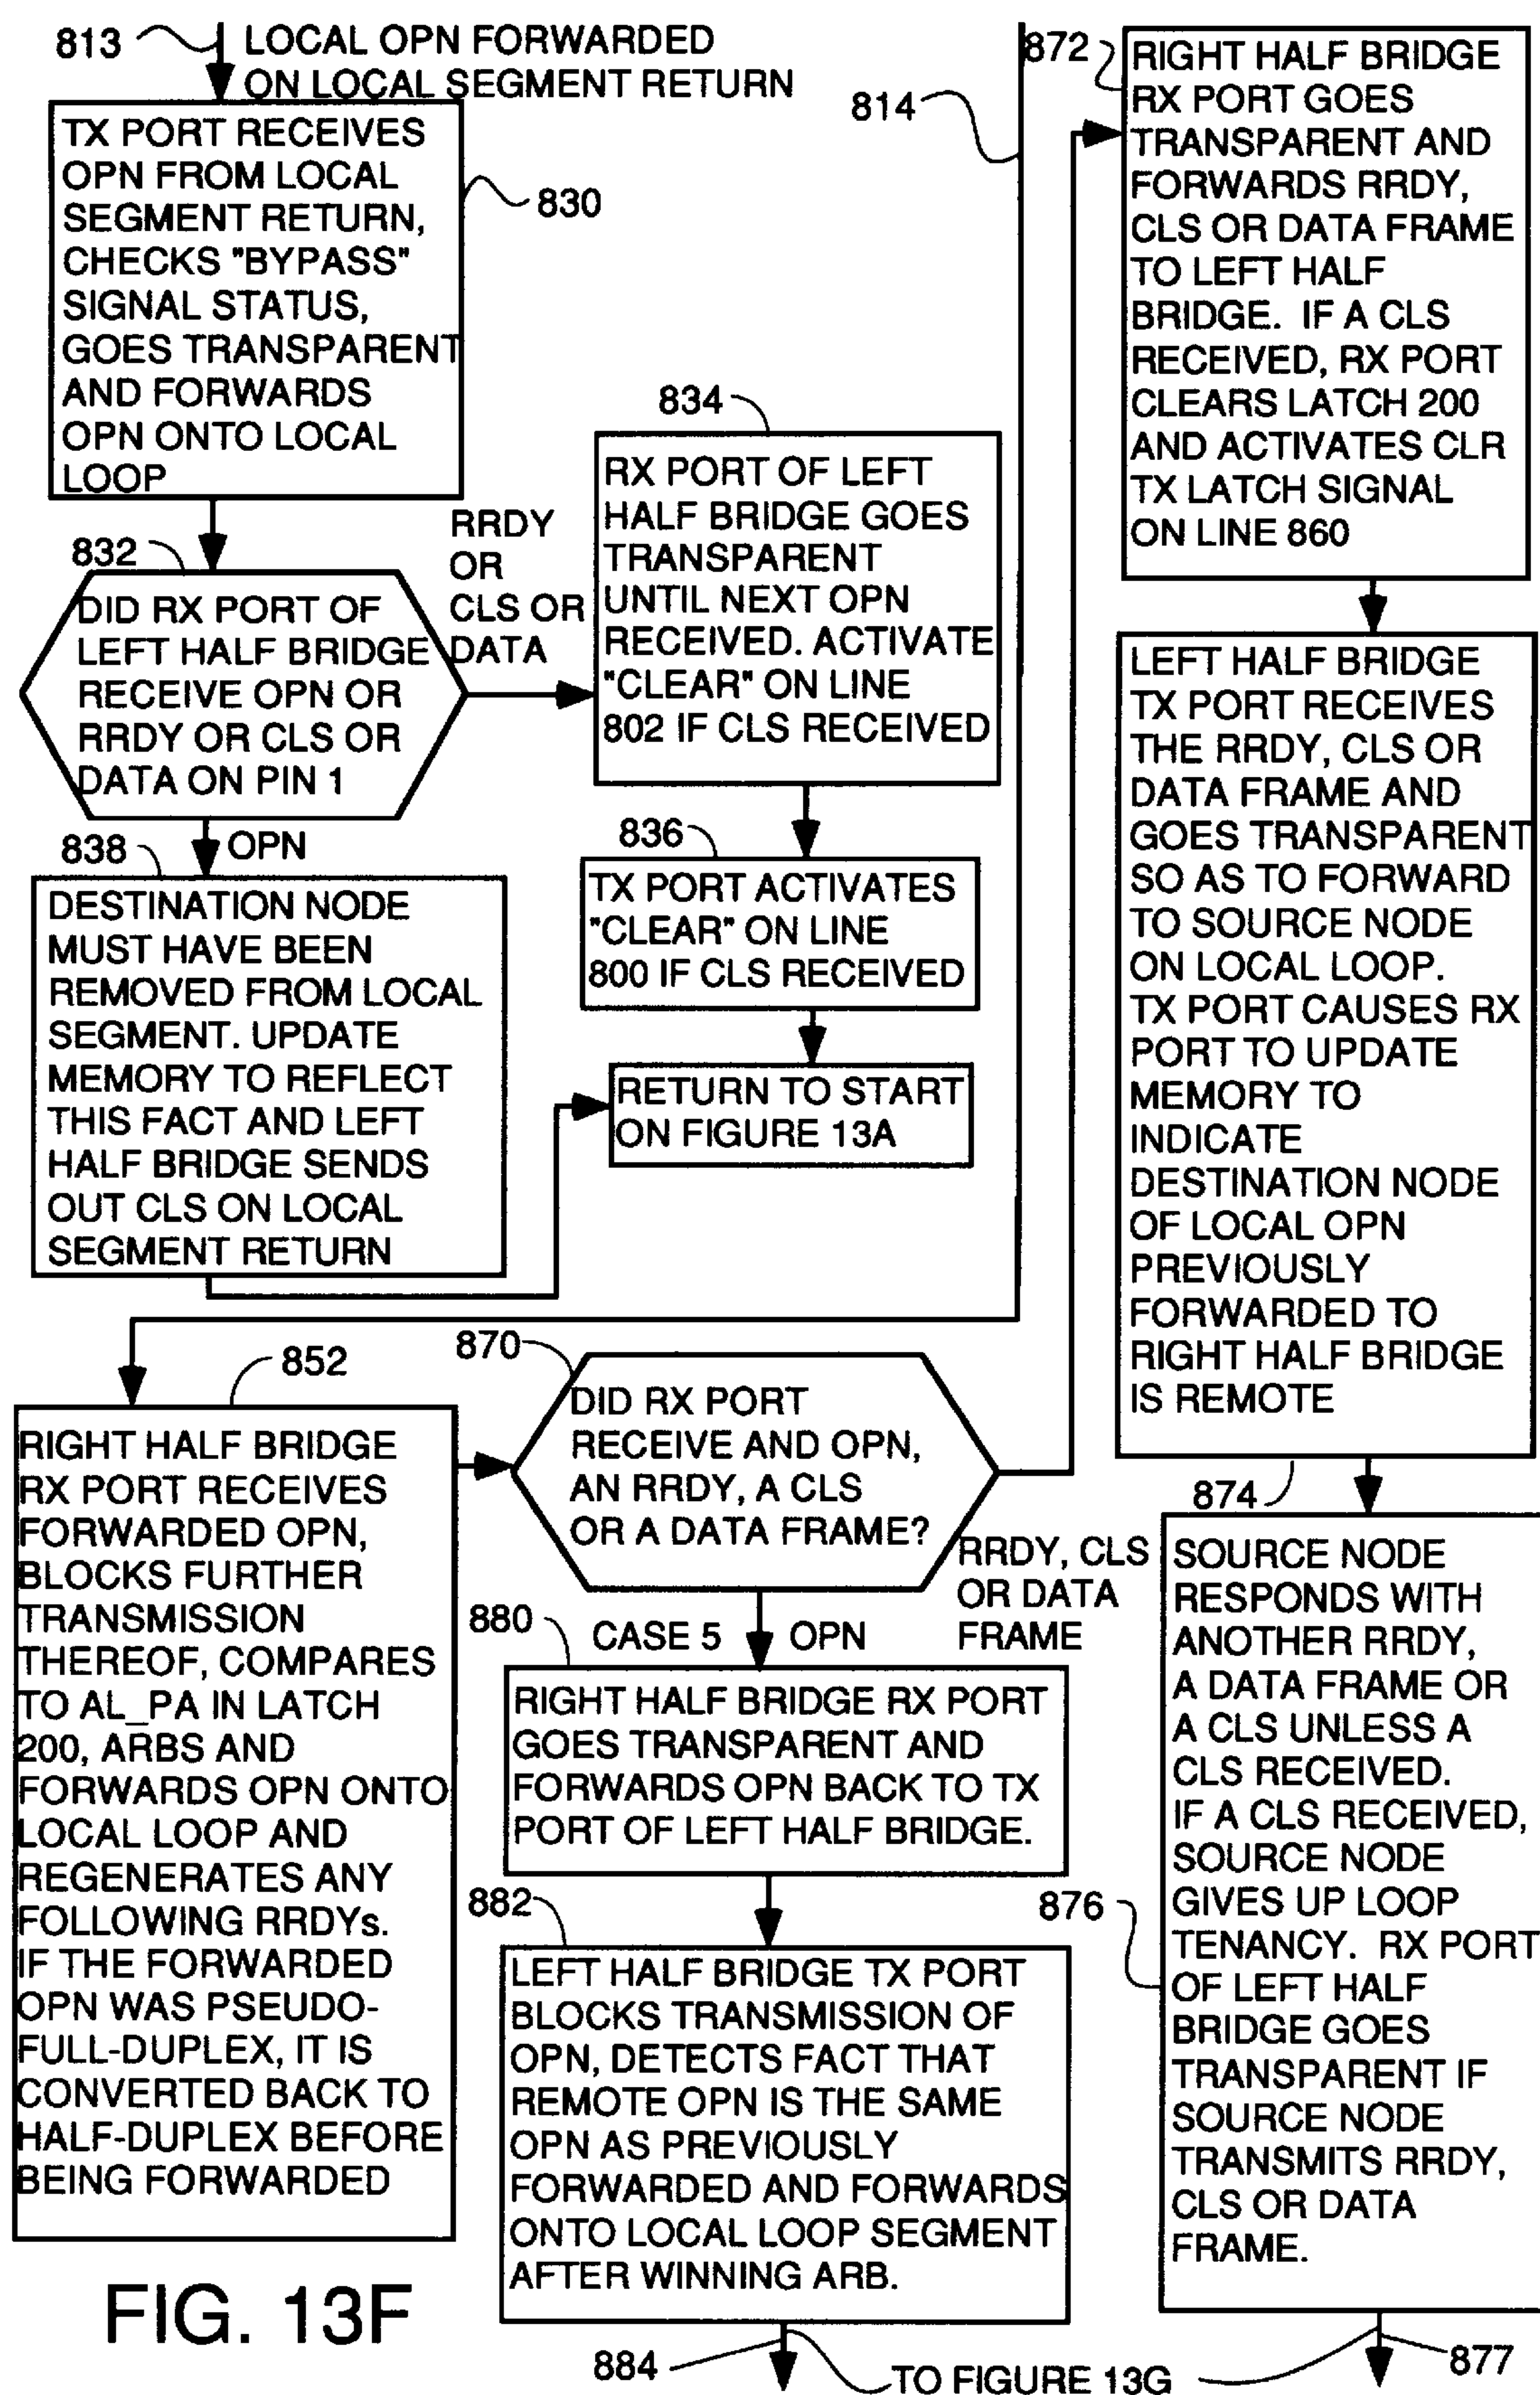 813
LOCAL OPN FORWARDED
ON LOCAL SEGMENT RETURN
TX PORT RECEIVES
OPN FROM LOCAL
SEGMENT RETURN,
CHECKS "BYPASS"
SIGNAL STATUS,
GOES TRANSPARENT
AND FORWARDS
OPN ONTO LOCAL
LOOP
830
832
DID RX PORT OF
LEFT HALF BRIDGE
RECEIVE OPN OR
RRDY OR CLS OR
DATA ON PIN 1
RRDY
OR
CLS OR
DATA
834
RX PORT OF LEFT
HALF BRIDGE GOES
TRANSPARENT
UNTIL NEXT OPN
RECEIVED. ACTIVATE
"CLEAR" ON LINE
802 IF CLS RECEIVED
836
TX PORT ACTIVATES
"CLEAR" ON LINE
800 IF CLS RECEIVED
RETURN TO START
ON FIGURE 13A
838
OPN
DESTINATION NODE
MUST HAVE BEEN
REMOVED FROM LOCAL
SEGMENT. UPDATE
MEMORY TO REFLECT
THIS FACT AND LEFT
HALF BRIDGE SENDS
OUT CLS ON LOCAL
SEGMENT RETURN
814
852
RIGHT HALF BRIDGE
RX PORT RECEIVES
FORWARDED OPN,
BLOCKS FURTHER
TRANSMISSION
THEREOF, COMPARES
TO AL_PA IN LATCH
200, ARBS AND
FORWARDS OPN ONTO
LOCAL LOOP AND
REGENERATES ANY
FOLLOWING RRDYs.
IF THE FORWARDED
OPN WAS PSEUDO-
FULL-DUPLEX, IT IS
CONVERTED BACK TO
HALF-DUPLEX BEFORE
BEING FORWARDED
870
DID RX PORT
RECEIVE AND OPN,
AN RRDY, A CLS
OR A DATA FRAME?
RRDY, CLS
OR DATA
FRAME
880
CASE 5
OPN
RIGHT HALF BRIDGE RX PORT
GOES TRANSPARENT AND
FORWARDS OPN BACK TO TX
PORT OF LEFT HALF BRIDGE.
882
LEFT HALF BRIDGE TX PORT
BLOCKS TRANSMISSION OF
OPN, DETECTS FACT THAT
REMOTE OPN IS THE SAME
OPN AS PREVIOUSLY
FORWARDED AND FORWARDS
ONTO LOCAL LOOP SEGMENT
AFTER WINNING ARB.
872
RIGHT HALF BRIDGE
RX PORT GOES
TRANSPARENT AND
FORWARDS RRDY,
CLS OR DATA FRAME
TO LEFT HALF
BRIDGE. IF A CLS
RECEIVED, RX PORT
CLEARS LATCH 200
AND ACTIVATES CLR
TX LATCH SIGNAL
ON LINE 860
LEFT HALF BRIDGE
TX PORT RECEIVES
THE RRDY, CLS OR
DATA FRAME AND
GOES TRANSPARENT
SO AS TO FORWARD
TO SOURCE NODE
ON LOCAL LOOP.
TX PORT CAUSES RX
PORT TO UPDATE
MEMORY TO
INDICATE
DESTINATION NODE
OF LOCAL OPN
PREVIOUSLY
FORWARDED TO
RIGHT HALF BRIDGE
IS REMOTE
874
SOURCE NODE
RESPONDS WITH
ANOTHER RRDY,
A DATA FRAME OR
A CLS UNLESS A
CLS RECEIVED.
IF A CLS RECEIVED,
SOURCE NODE
GIVES UP LOOP
TENANCY. RX PORT
OF LEFT HALF
BRIDGE GOES
TRANSPARENT IF
SOURCE NODE
TRANSMITS RRDY,
CLS OR DATA
FRAME.
876
FIG. 13F
884
TO FIGURE 13G
877